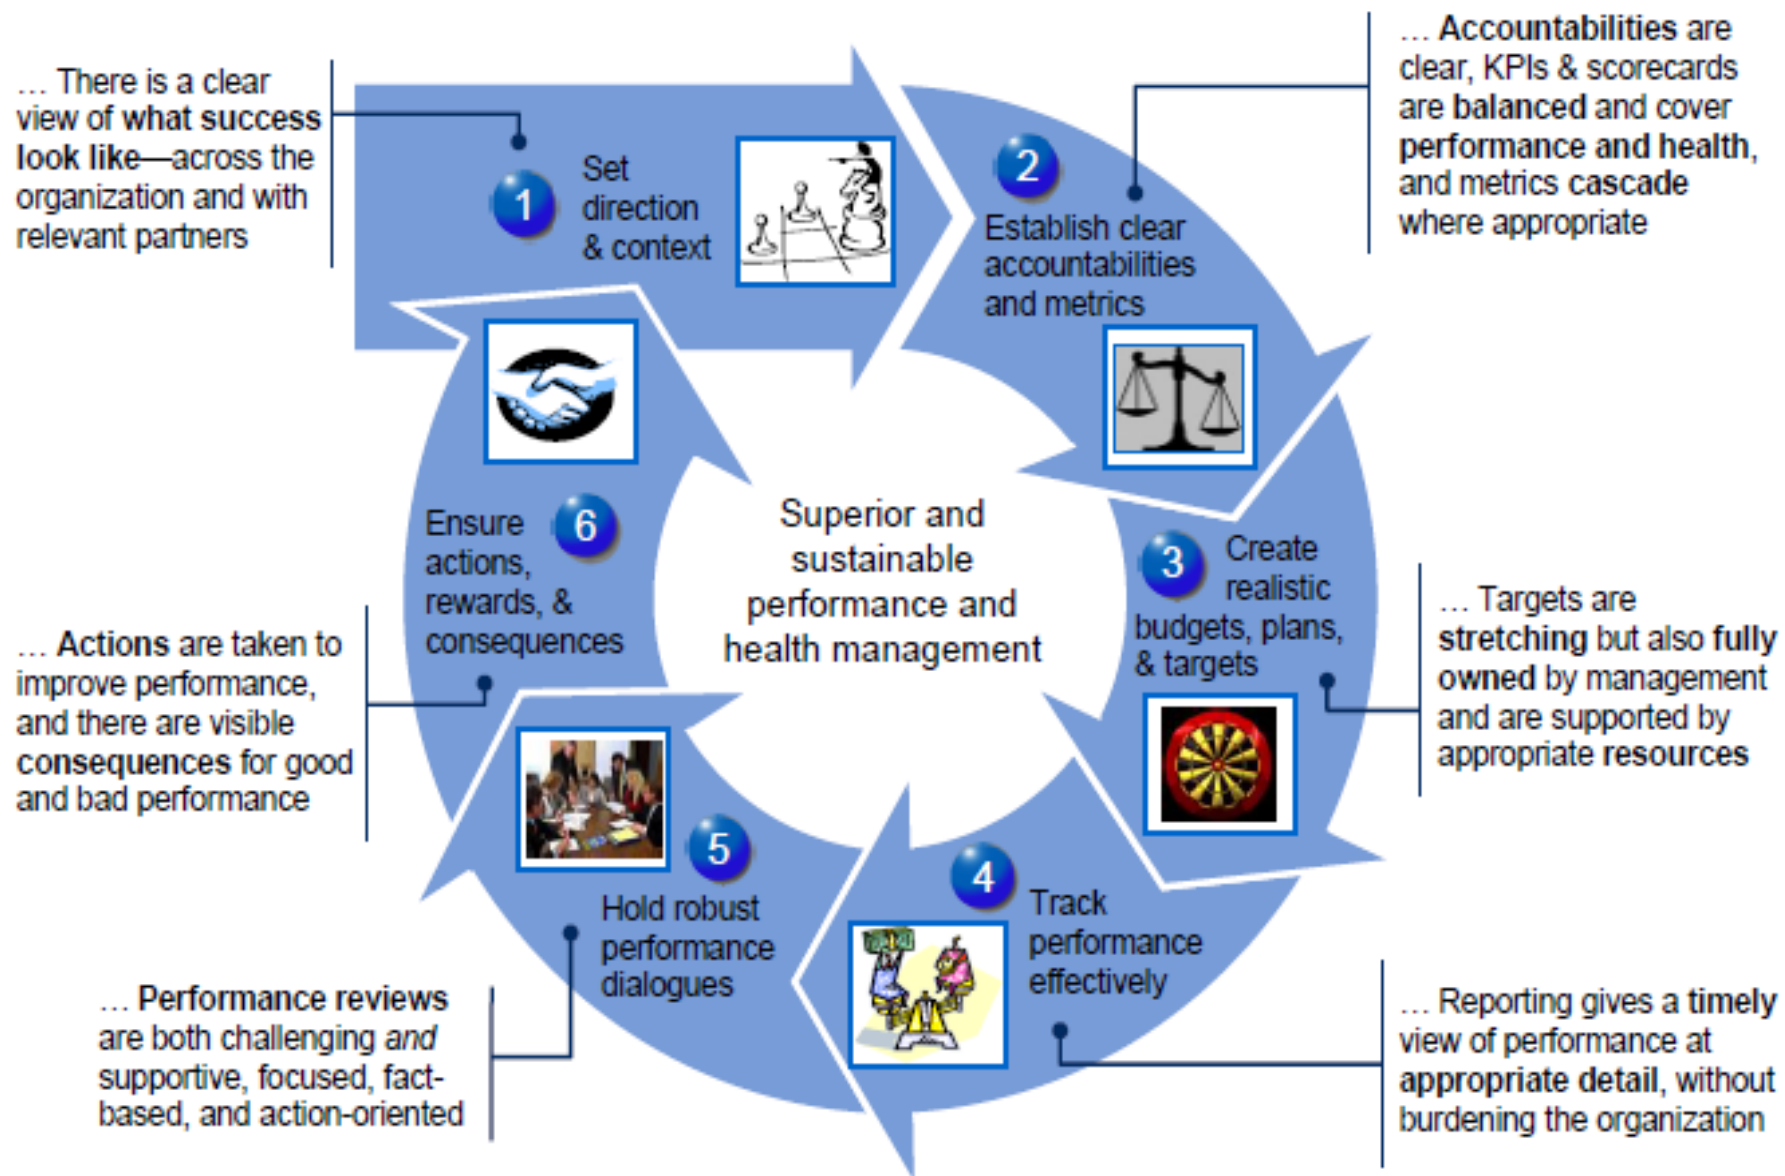 … There is a clear
view of what success
look like—across the
organization and with
relevant partners
1
Set
direction
& context
2
Establish clear
accountabilities
and metrics
… Accountabilities are
clear, KPIs & scorecards
are balanced and cover
performance and health,
and metrics cascade
where appropriate
3
Create
realistic
budgets, plans,
& targets
… Targets are
stretching but also fully
owned by management
and are supported by
appropriate resources
4
Track
performance
effectively
… Reporting gives a timely
view of performance at
appropriate detail, without
burdening the organization
5
Hold robust
performance
dialogues
… Performance reviews
are both challenging and
supportive, focused, fact-
based, and action-oriented
6
Ensure
actions,
rewards, &
consequences
… Actions are taken to
improve performance,
and there are visible
consequences for good
and bad performance
Superior and
sustainable
performance and
health management